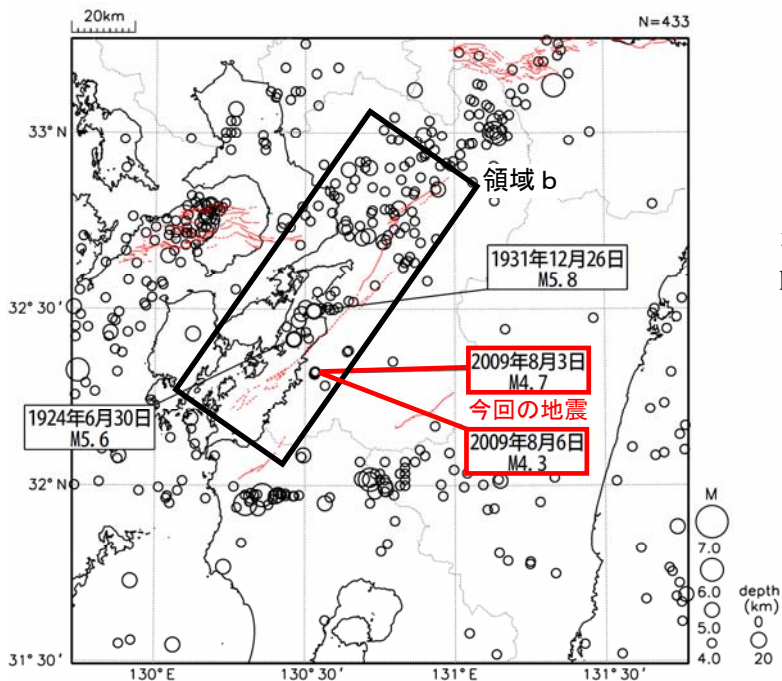 20km
N=433
33°N
領域b
1931年12月26日
M5.8
32°30′
2009年8月3日
M4.7
今回の地震
1924年6月30日
M5.6
2009年8月6日
M4.3
32°N
M
7.0
6.0
5.0
4.0
depth
(km)
0
20
31°30′
130°E
130°30′
131°E
131°30′